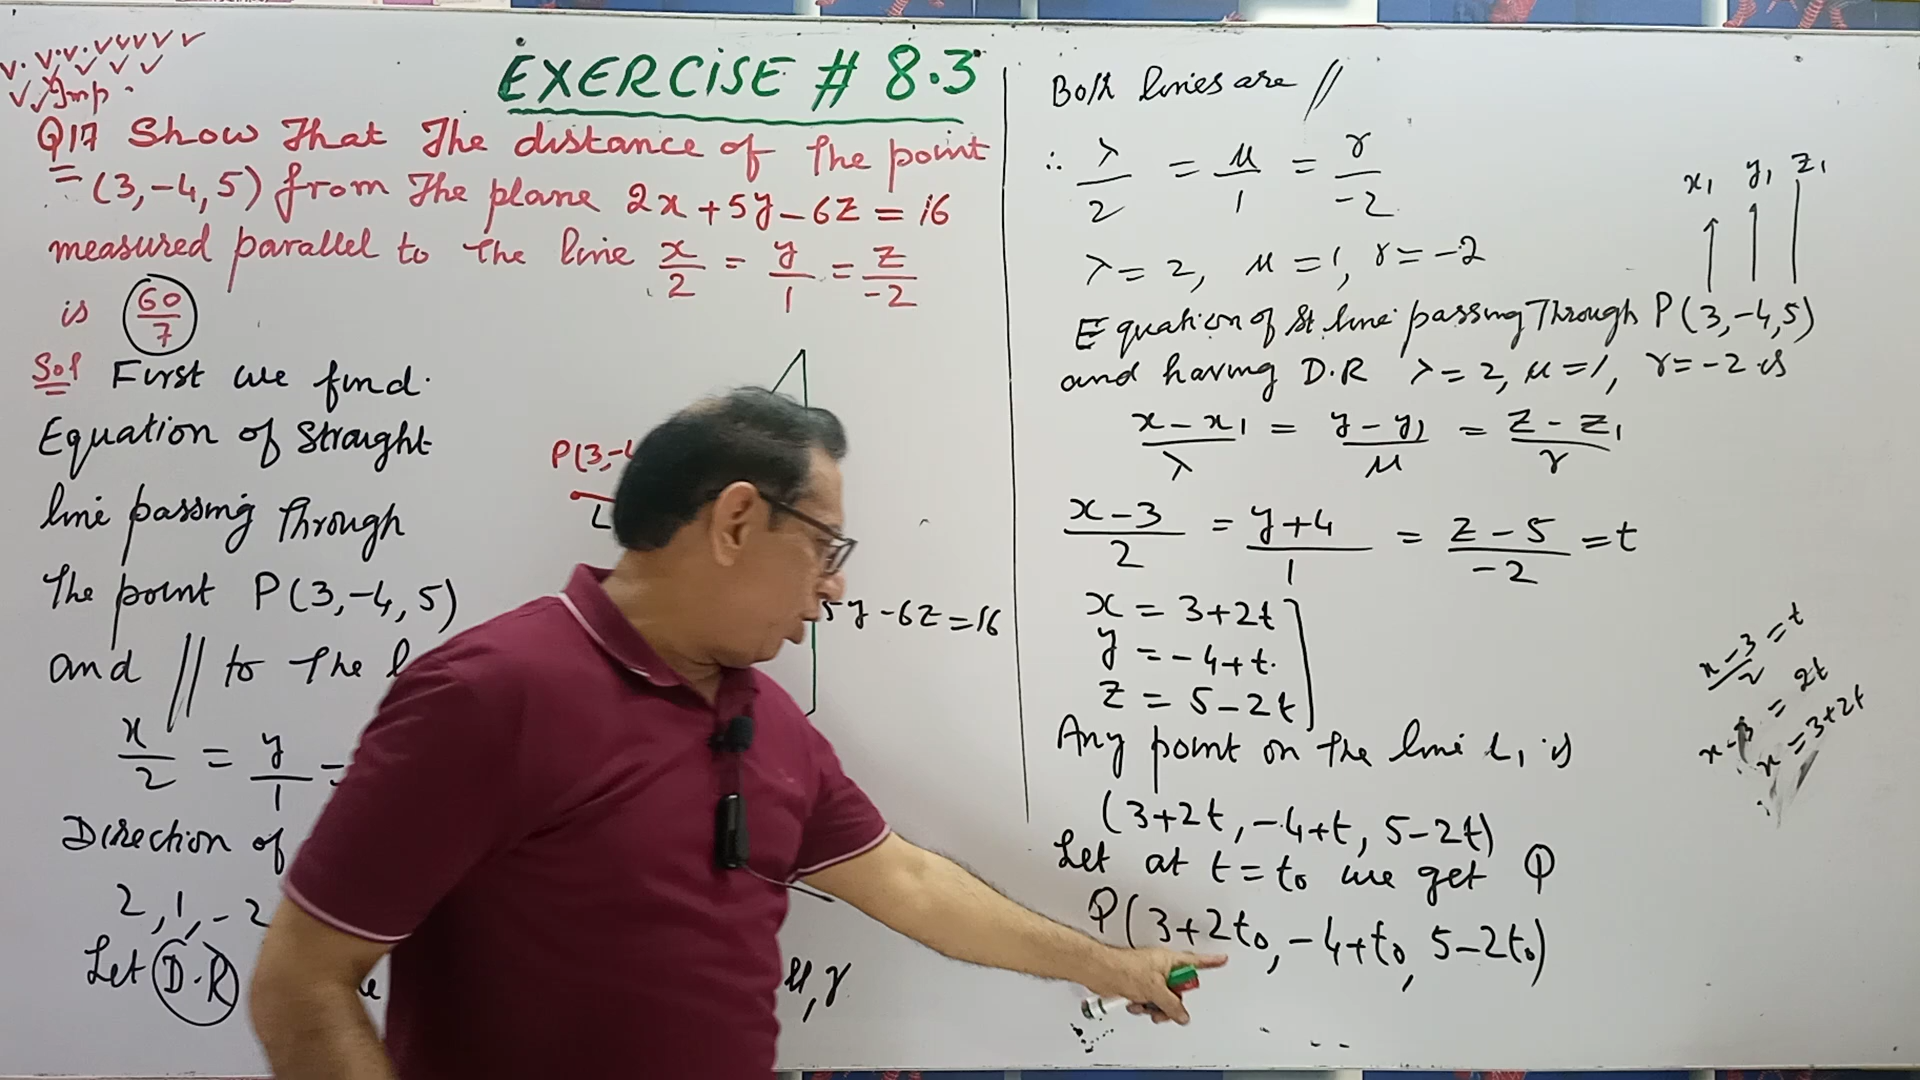 v. v. v. v v v v v
v v v v v
v v Imp.
EXERCISE # 8.3
Q17 Show That The distance of The point
(3,-4,5) from The plane 2x+5y-6z=16
measured parallel to The line x/2 = y/1 = z/-2
is 60/7
Sol First we find.
Equation of Straight
line passing Through
The point P(3,-4,5)
and // to The l
x/2 = y/1 =
Direction of
2, 1, -2
Let D.R
μ, γ
P(3,-4
L
5y-6z=16
Both lines are //
∴ λ/2 = μ/1 = γ/-2
λ=2, μ=1, γ=-2
x₁ y₁ z₁
Equation of St. line passing Through P(3,-4,5)
and having D.R λ=2, μ=1, γ=-2 is
x-x₁/λ = y-y₁/μ = z-z₁/γ
x-3/2 = y+4/1 = z-5/-2 = t
x = 3+2t
y = -4+t.
z = 5-2t
x-3/2 = t
x-3 = 2t
x = 3+2t
Any point on The line L₁ is
(3+2t, -4+t, 5-2t)
Let at t=t₀ we get Q
Q(3+2t₀, -4+t₀, 5-2t₀)